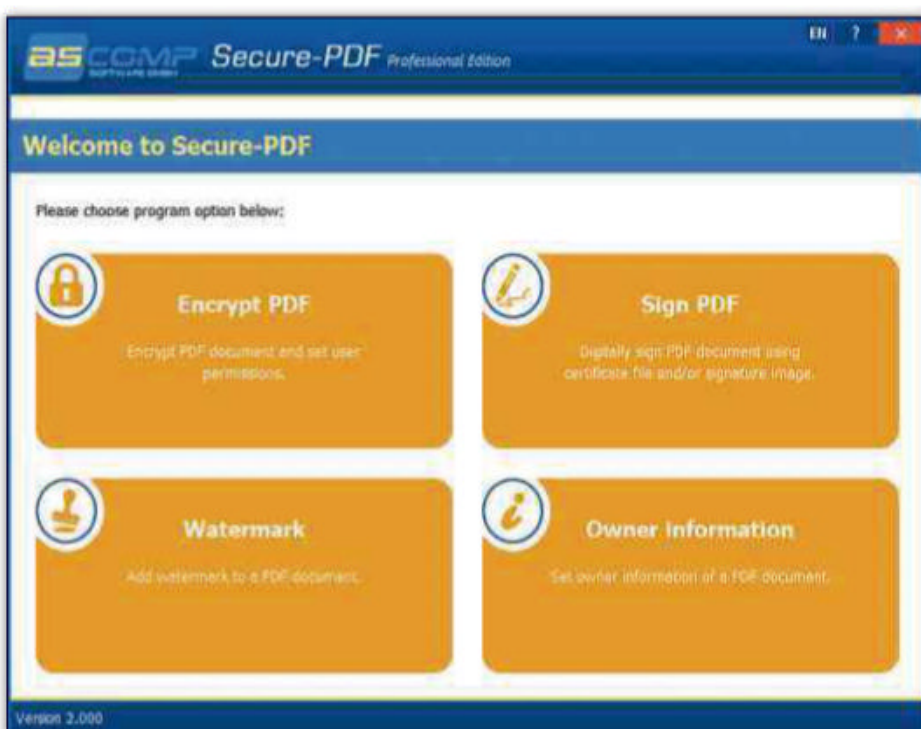 ascomp Secure-PDF Professional Edition EN ? ×
SOFTWARE GMBH
Welcome to Secure-PDF
Please choose program option below:
Encrypt PDF
Encrypt PDF document and set user
permissions.
Sign PDF
Digitally sign PDF document using
certificate file and/or signature image.
Watermark
Add watermark to a PDF document.
Owner information
Set owner information of a PDF document.
Version 2.000